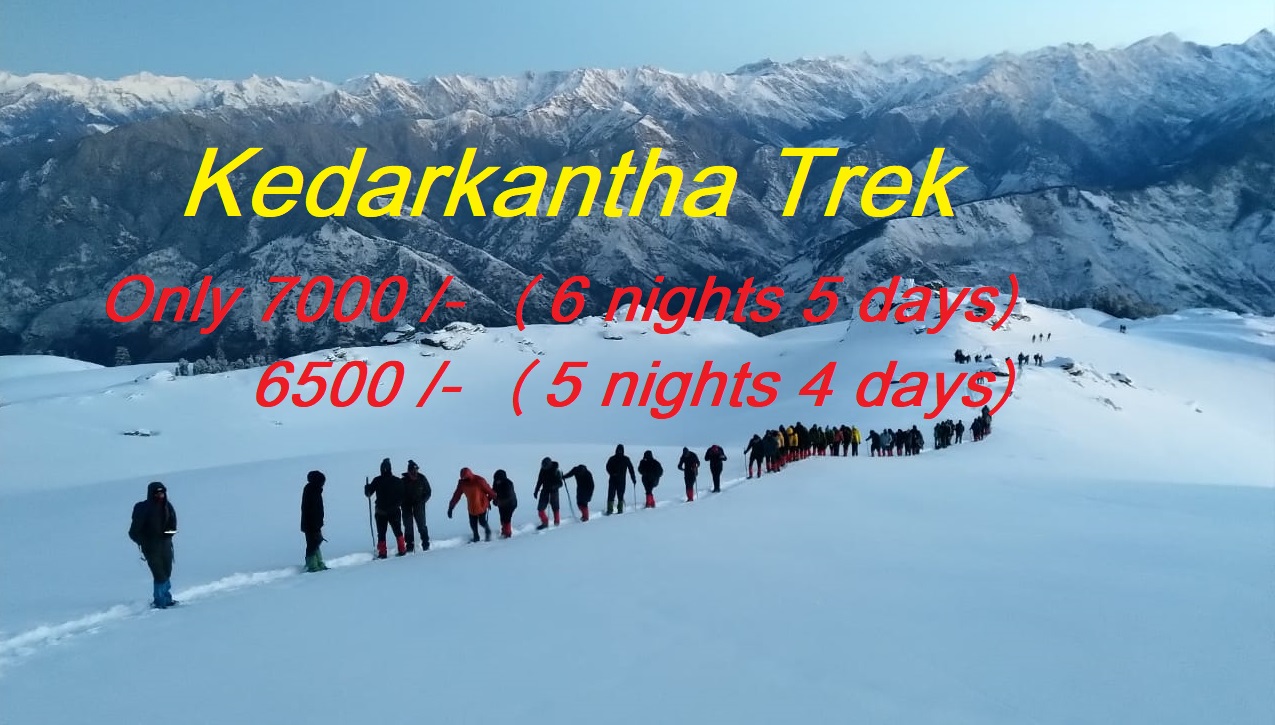 Kedarkantha Trek
Only 7000 /- ( 6 nights 5 days)
6500 /- ( 5 nights 4 days)